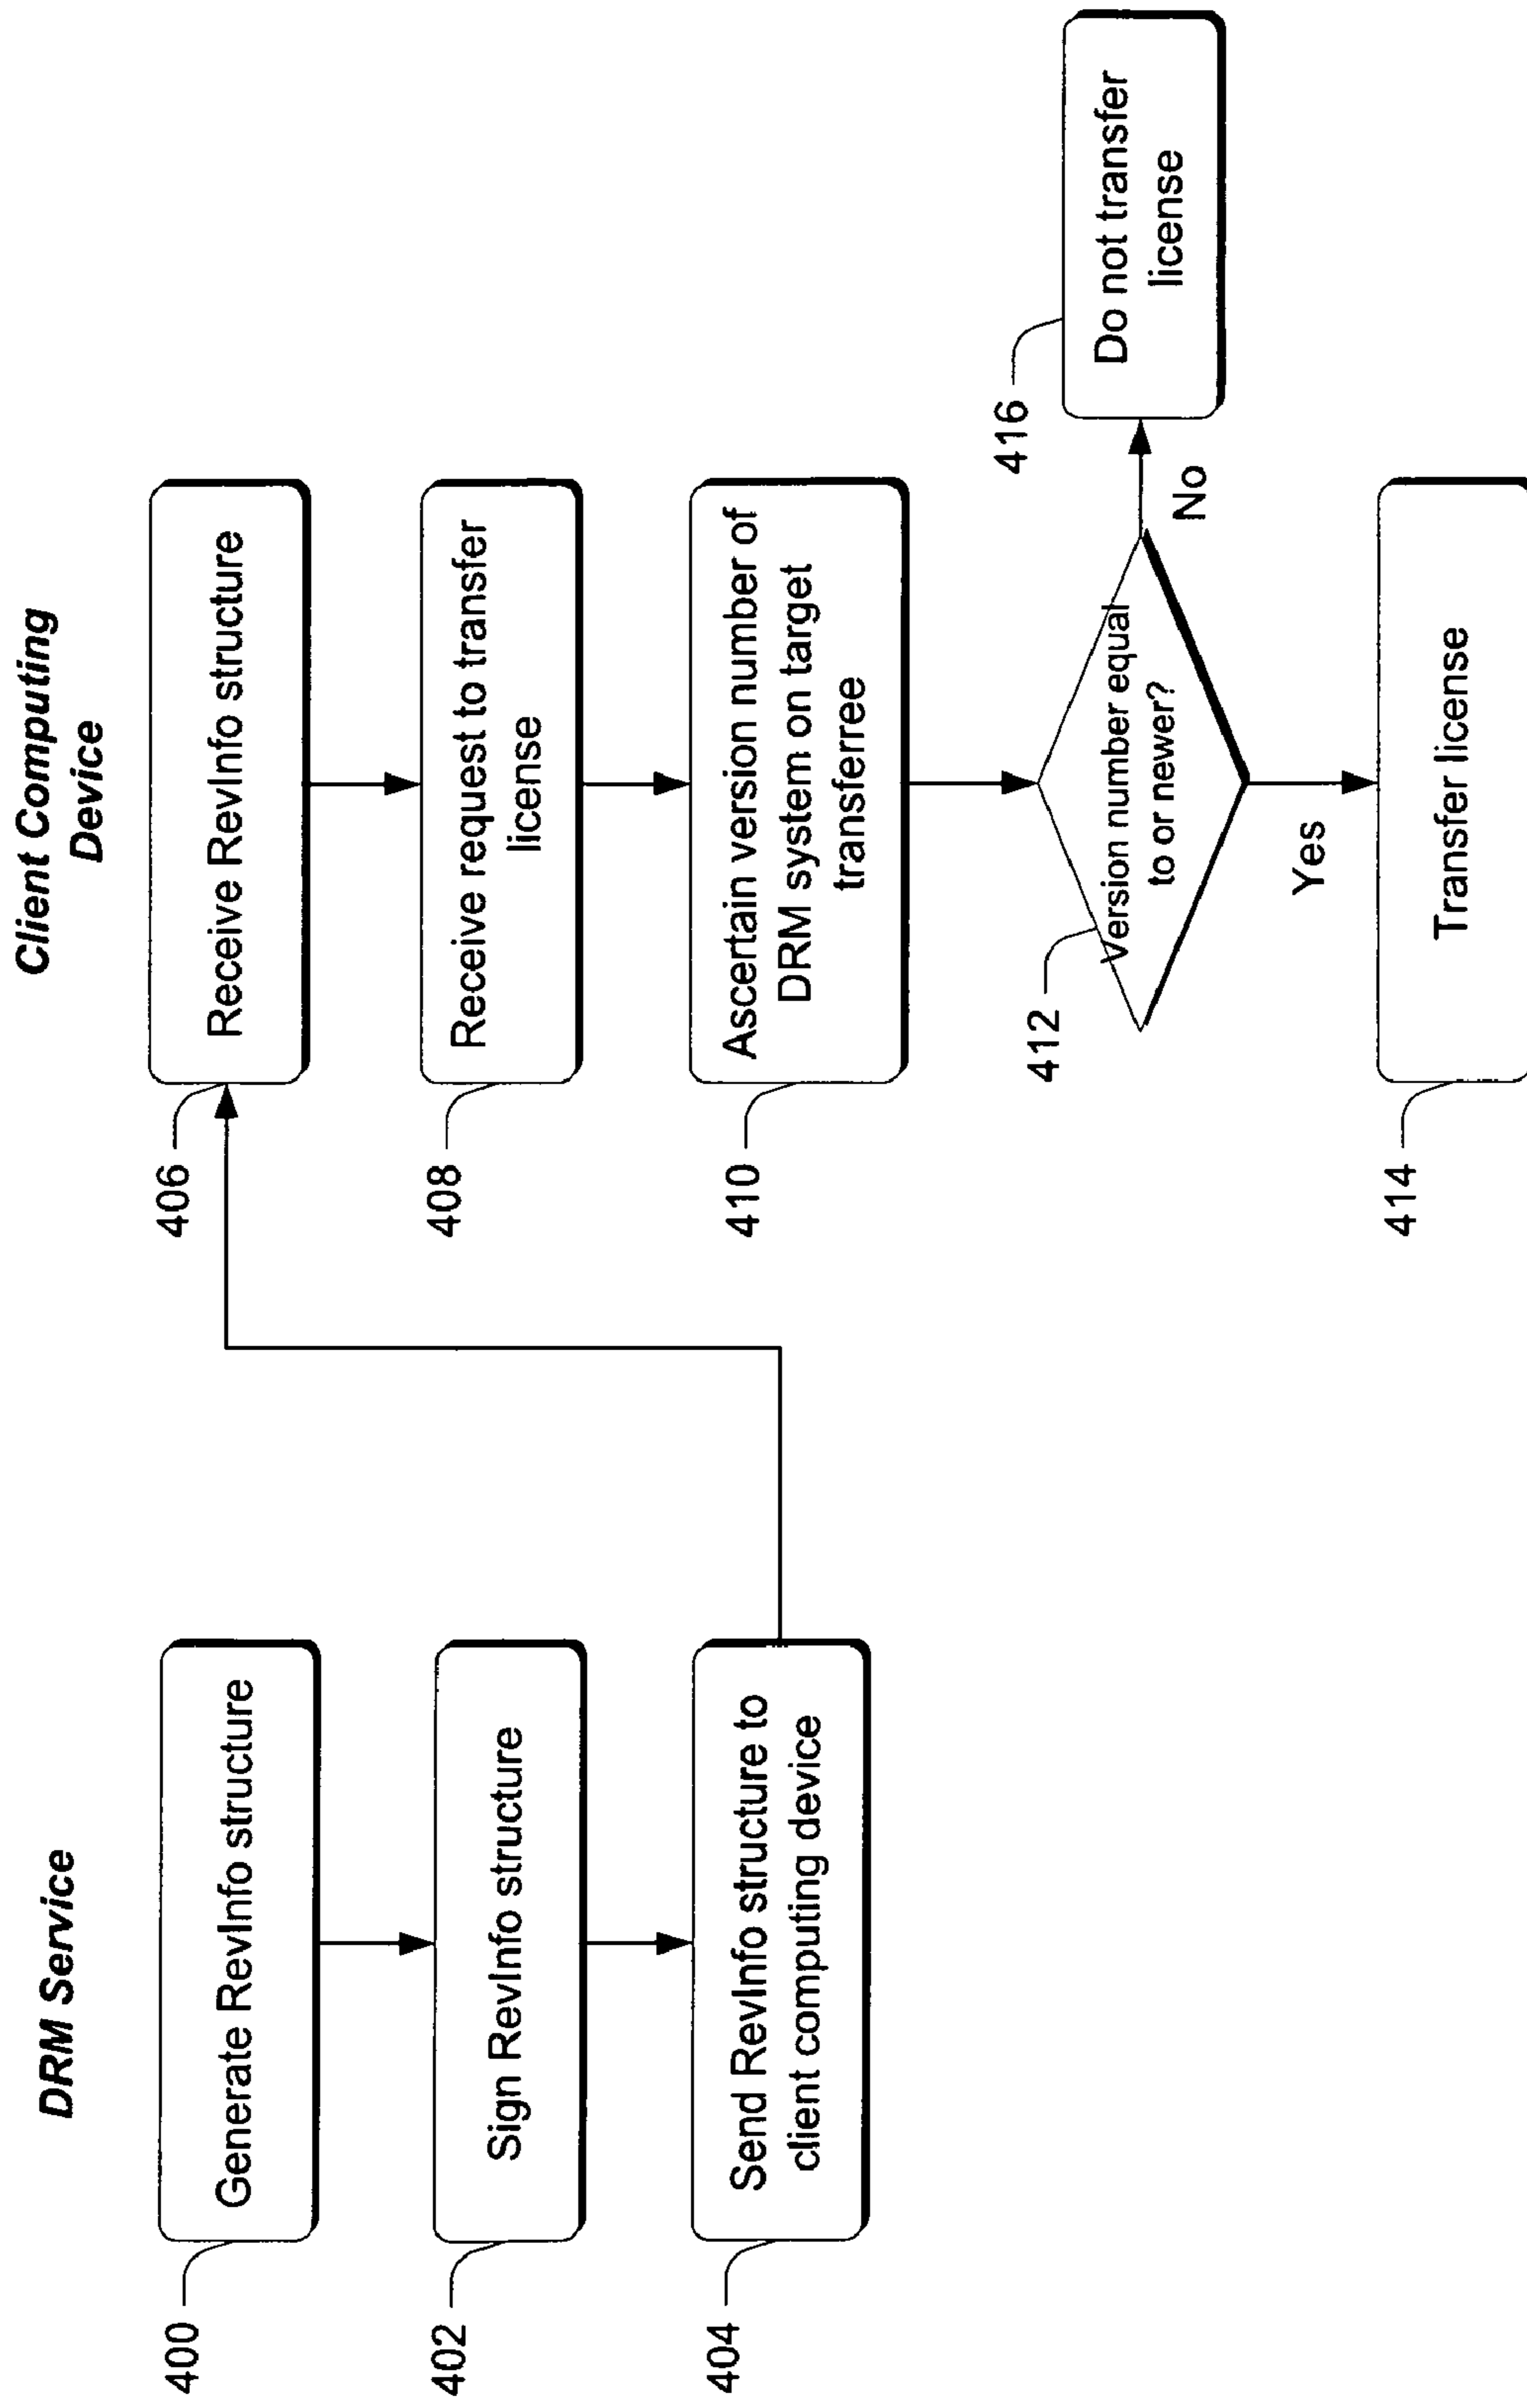 DRM Service
400
Generate RevInfo structure
402
Sign RevInfo structure
404
Send RevInfo structure to
client computing device
Client Computing
Device
406
Receive RevInfo structure
408
Receive request to transfer
license
410
Ascertain version number of
DRM system on target
transferree
412
Version number equal
to or newer?
No
416
Do not transfer
license
Yes
414
Transfer license